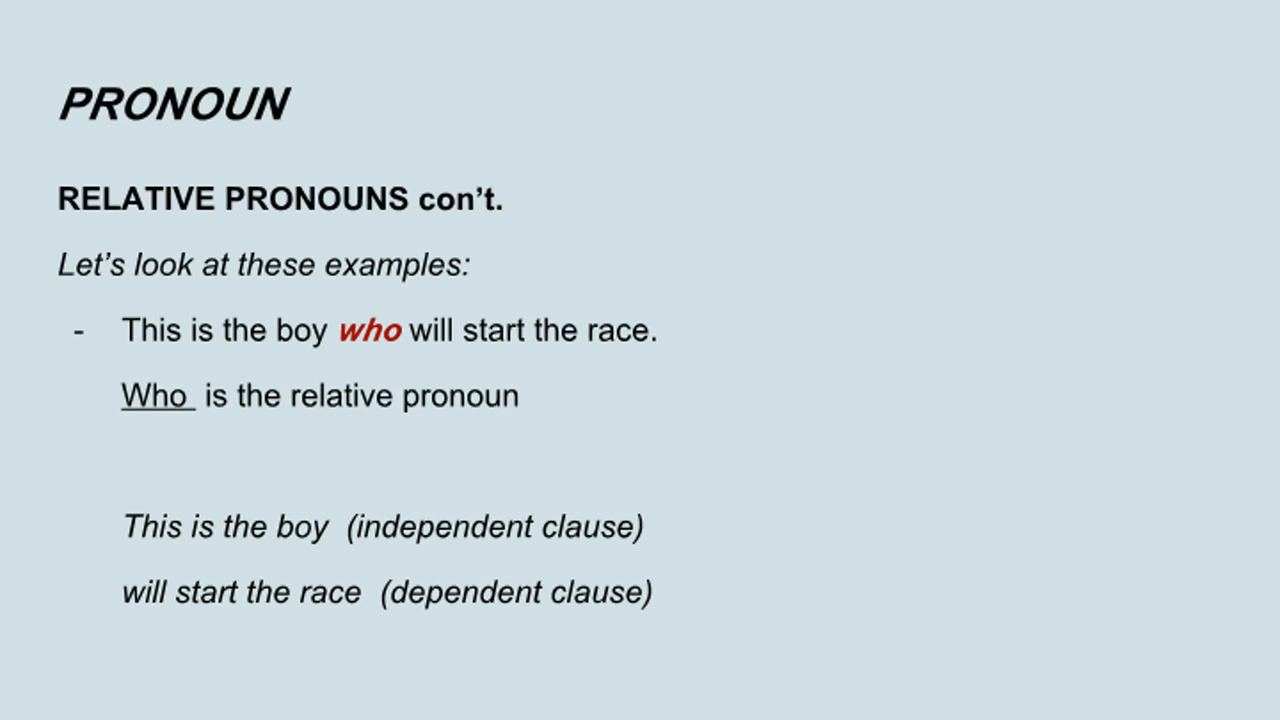 PRONOUN
RELATIVE PRONOUNS con’t.
Let’s look at these examples:
- This is the boy who will start the race.
Who is the relative pronoun
This is the boy (independent clause)
will start the race (dependent clause)